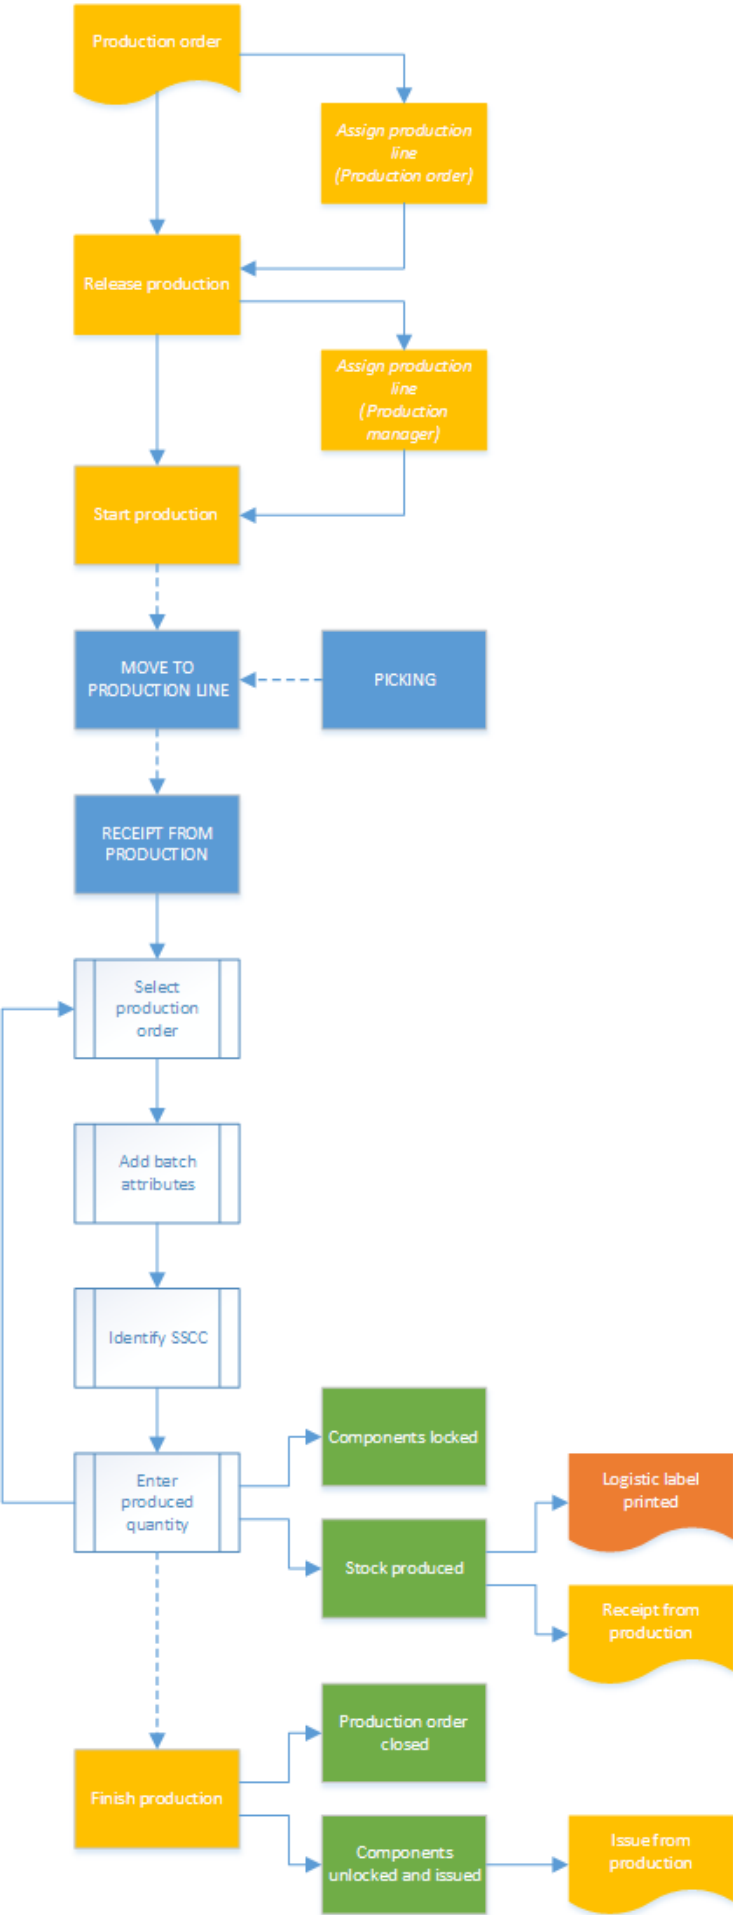 Production order
Assign production
line
(Production order)
Release production
Assign production
line
(Production
manager)
Start production
MOVE TO
PRODUCTION LINE
PICKING
RECEIPT FROM
PRODUCTION
Select
production
order
Add batch
attributes
Identify SSCC
Components locked
Enter
produced
quantity
Logistic label
printed
Stock produced
Receipt from
production
Production order
closed
Finish production
Components
unlocked and issued
Issue from
production